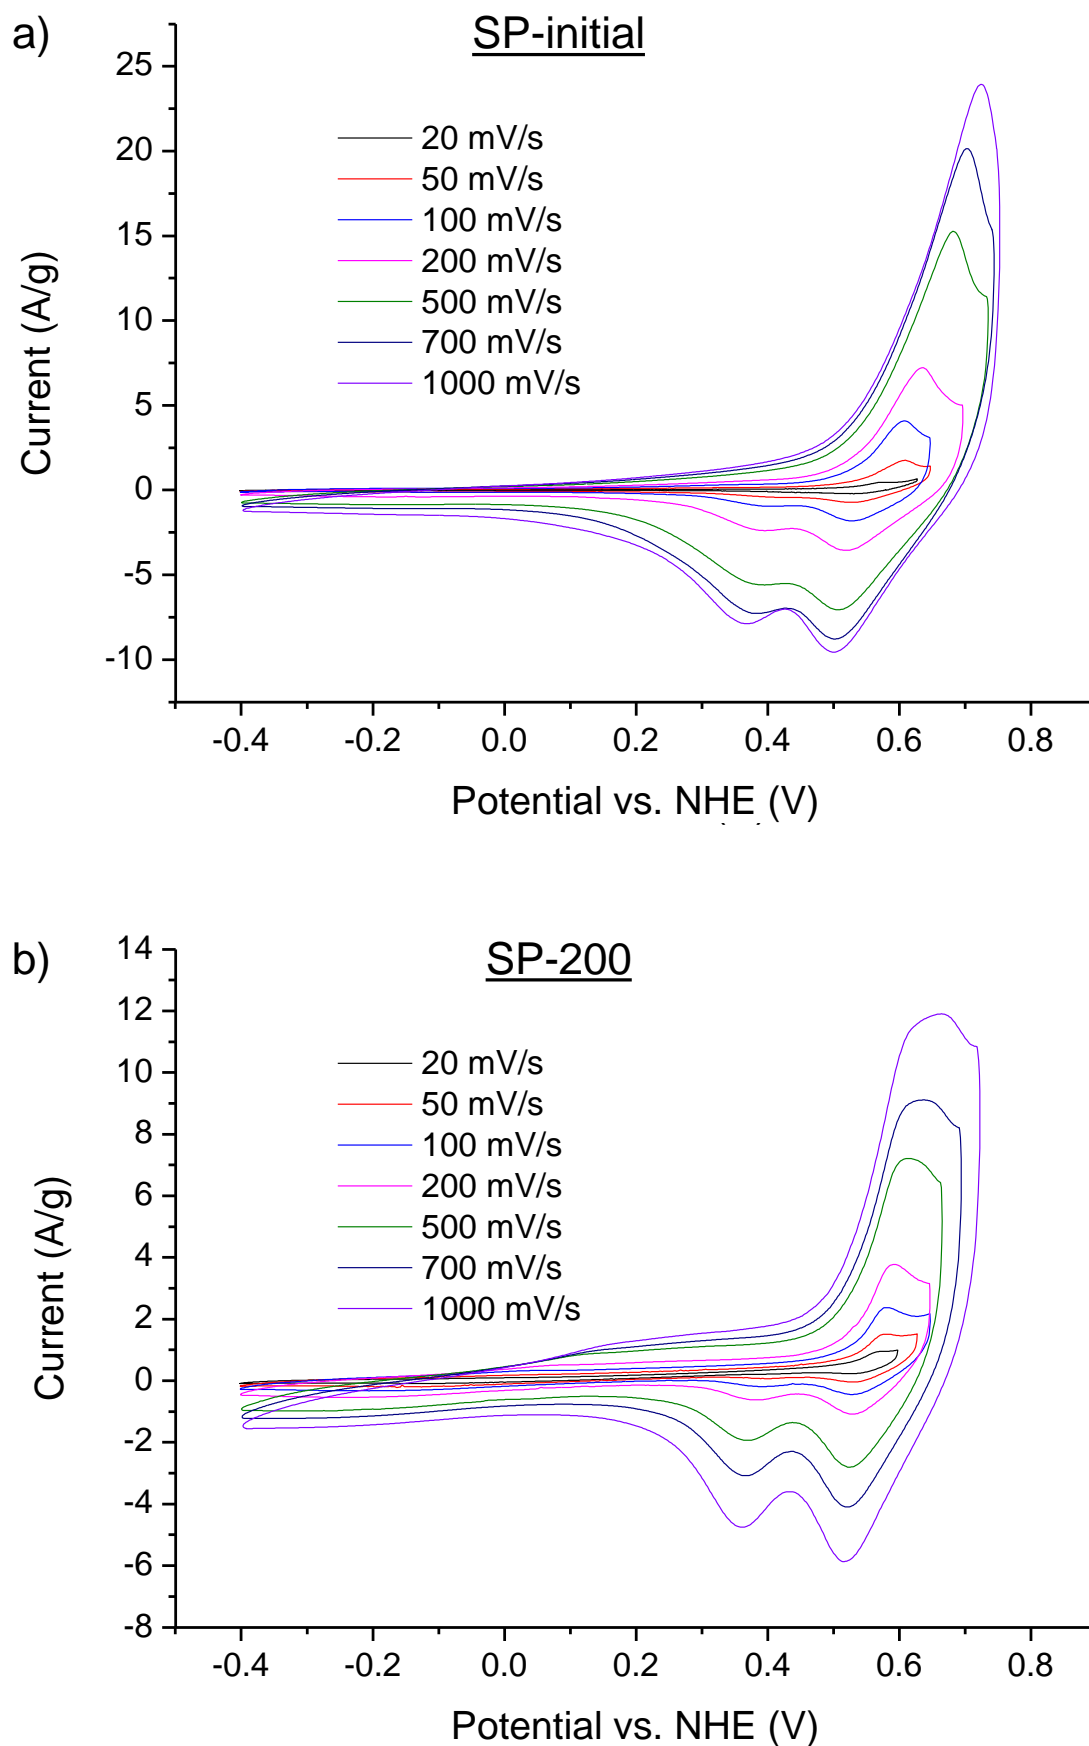 a)
SP-initial
25
20
15
10
5
0
-5
-10
20 mV/s
50 mV/s
100 mV/s
200 mV/s
500 mV/s
700 mV/s
1000 mV/s
Current (A/g)
-0.4 -0.2 0.0 0.2 0.4 0.6 0.8
Potential vs. NHE (V)
b)
SP-200
14
12
10
8
6
4
2
0
-2
-4
-6
-8
20 mV/s
50 mV/s
100 mV/s
200 mV/s
500 mV/s
700 mV/s
1000 mV/s
Current (A/g)
-0.4 -0.2 0.0 0.2 0.4 0.6 0.8
Potential vs. NHE (V)